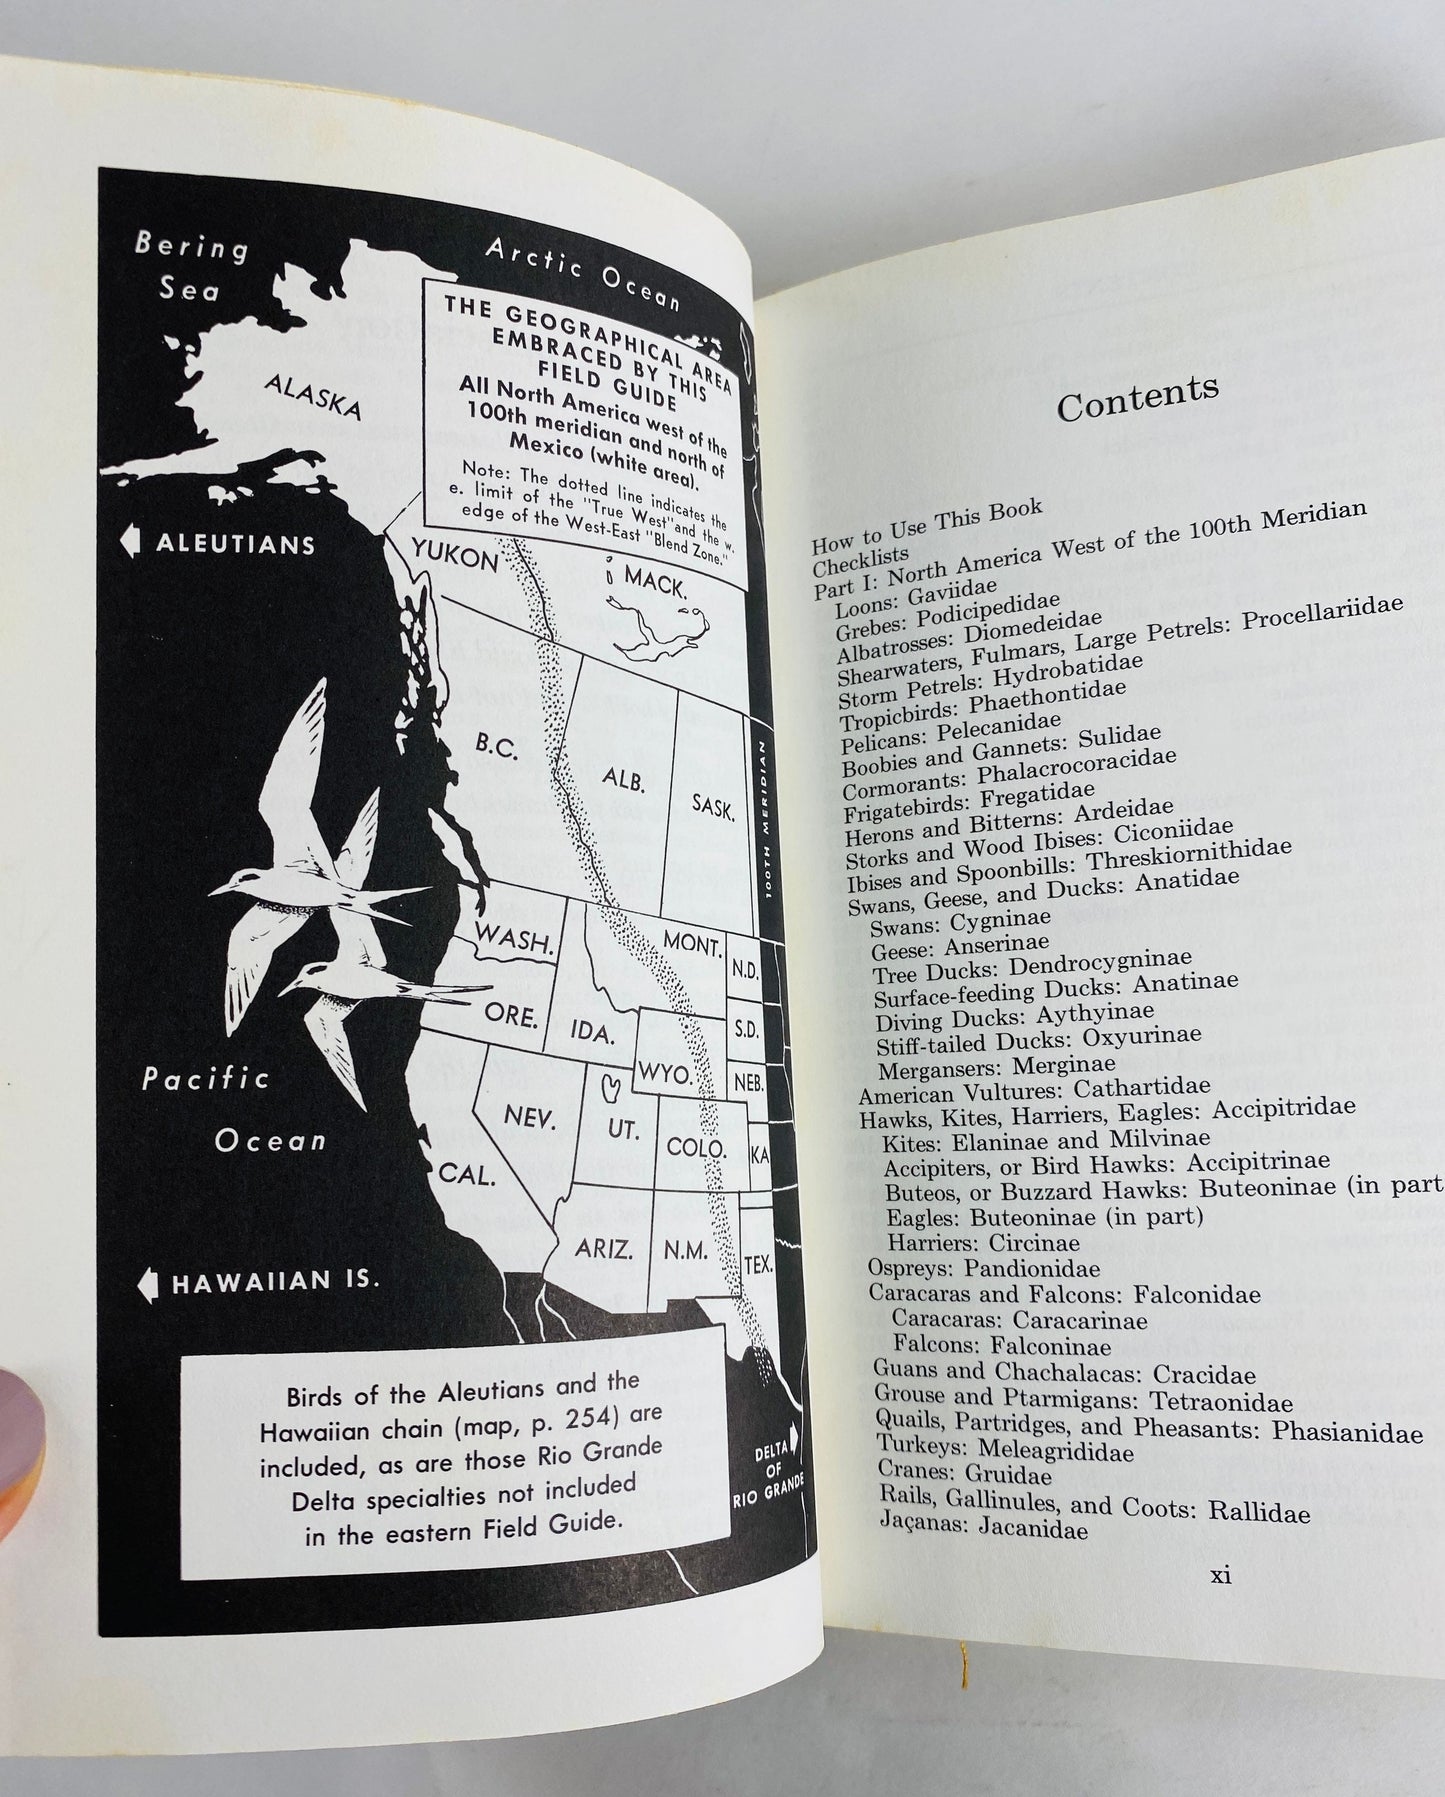 Bering
Sea
Arctic Ocean
ALASKA
THE GEOGRAPHICAL AREA
EMBRACED BY THIS
FIELD GUIDE
All North America west of the
100th meridian and north of
Mexico (white area).
Note: The dotted line indicates the
e. limit of the "True West" and the w.
edge of the West-East "Blend Zone."
ALEUTIANS
YUKON
MACK.
B.C.
ALB.
SASK.
100TH MERIDIAN
WASH.
MONT.
N.D.
ORE.
IDA.
S.D.
WYO.
NEB.
Pacific
Ocean
NEV.
UT.
COLO.
KA
CAL.
ARIZ.
N.M.
TEX.
HAWAIIAN IS.
Birds of the Aleutians and the
Hawaiian chain (map, p. 254) are
included, as are those Rio Grande
Delta specialties not included
in the eastern Field Guide.
DELTA
OF
RIO GRANDE
Contents
How to Use This Book
Checklists
Part I: North America West of the 100th Meridian
Loons: Gaviidae
Grebes: Podicipedidae
Albatrosses: Diomedeidae
Shearwaters, Fulmars, Large Petrels: Procellariidae
Storm Petrels: Hydrobatidae
Tropicbirds: Phaethontidae
Pelicans: Pelecanidae
Boobies and Gannets: Sulidae
Cormorants: Phalacrocoracidae
Frigatebirds: Fregatidae
Herons and Bitterns: Ardeidae
Storks and Wood Ibises: Ciconiidae
Ibises and Spoonbills: Threskiornithidae
Swans, Geese, and Ducks: Anatidae
Swans: Cygninae
Geese: Anserinae
Tree Ducks: Dendrocygninae
Surface-feeding Ducks: Anatinae
Diving Ducks: Aythyinae
Stiff-tailed Ducks: Oxyurinae
Mergansers: Merginae
American Vultures: Cathartidae
Hawks, Kites, Harriers, Eagles: Accipitridae
Kites: Elaninae and Milvinae
Accipiters, or Bird Hawks: Accipitrinae
Buteos, or Buzzard Hawks: Buteoninae (in part
Eagles: Buteoninae (in part)
Harriers: Circinae
Ospreys: Pandionidae
Caracaras and Falcons: Falconidae
Caracaras: Caracarinae
Falcons: Falconinae
Guans and Chachalacas: Cracidae
Grouse and Ptarmigans: Tetraonidae
Quails, Partridges, and Pheasants: Phasianidae
Turkeys: Meleagrididae
Cranes: Gruidae
Rails, Gallinules, and Coots: Rallidae
Jaçanas: Jacanidae
xi